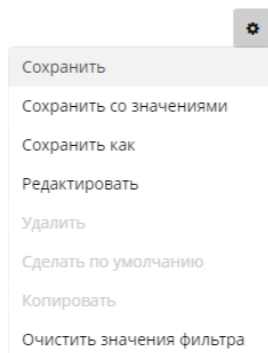 Сохранить
Сохранить со значениями
Сохранить как
Редактировать
Удалить
Сделать по умолчанию
Копировать
Очистить значения фильтра